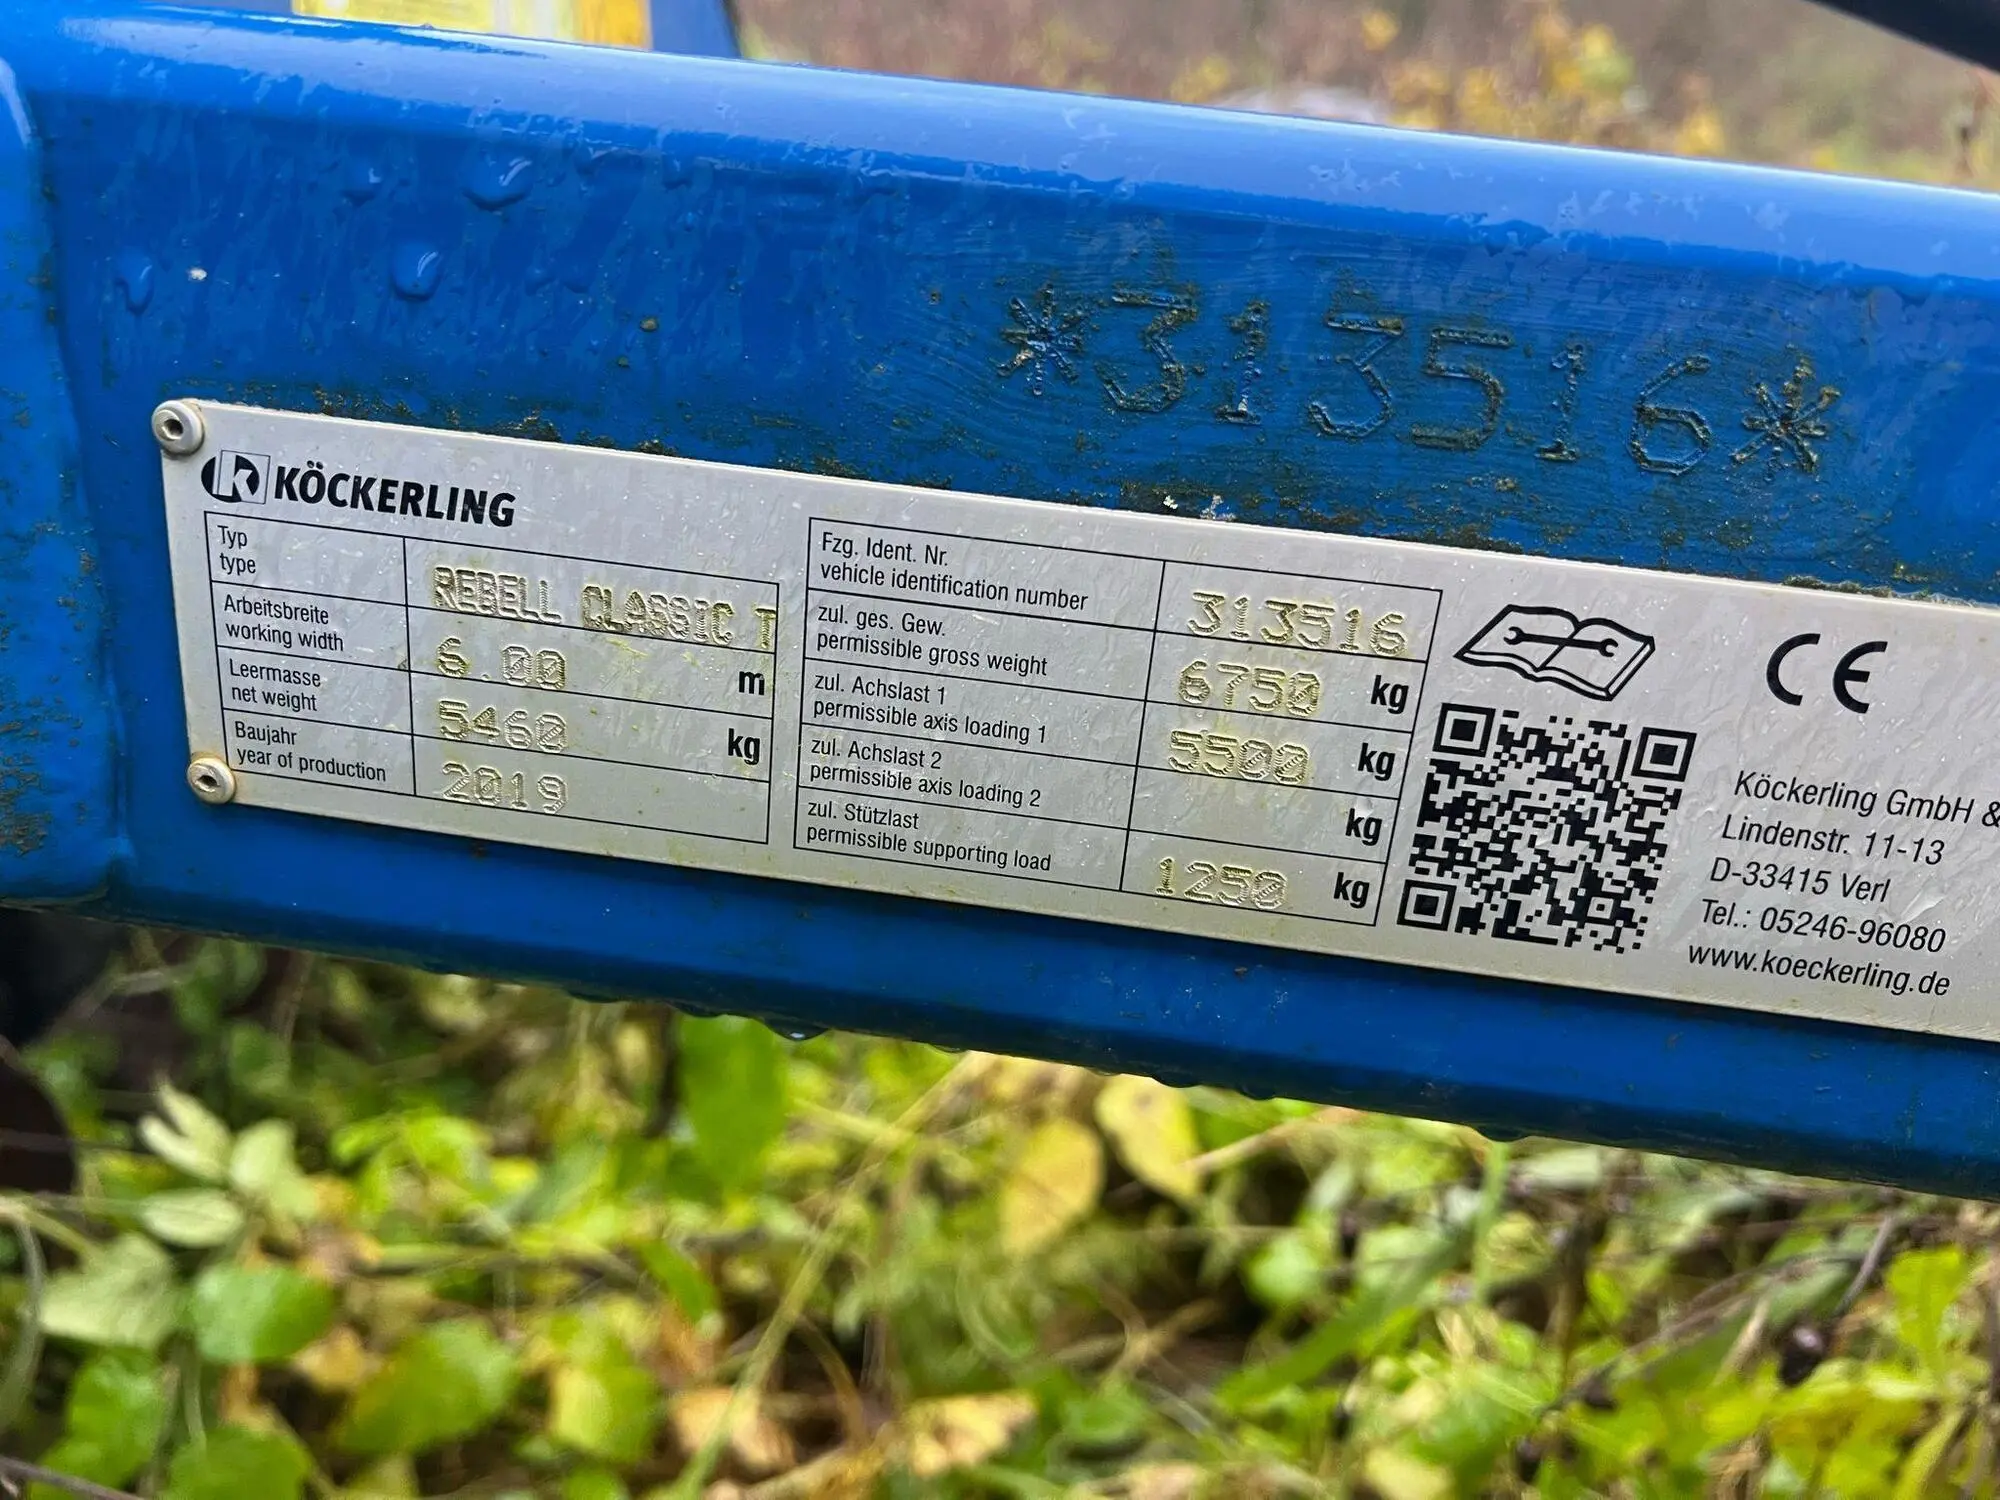 *313516*
KÖCKERLING
Typ
type
REBELL CLASSIC T
Arbeitsbreite
working width
6.00 m
Leermasse
net weight
5460 kg
Baujahr
year of production
2019
Fzg. Ident. Nr.
vehicle identification number
313516
zul. ges. Gew.
permissible gross weight
6750 kg
zul. Achslast 1
permissible axis loading 1
5500 kg
zul. Achslast 2
permissible axis loading 2
kg
zul. Stützlast
permissible supporting load
1250 kg
CE
Köckerling GmbH &
Lindenstr. 11-13
D-33415 Verl
Tel.: 05246-96080
www.koeckerling.de